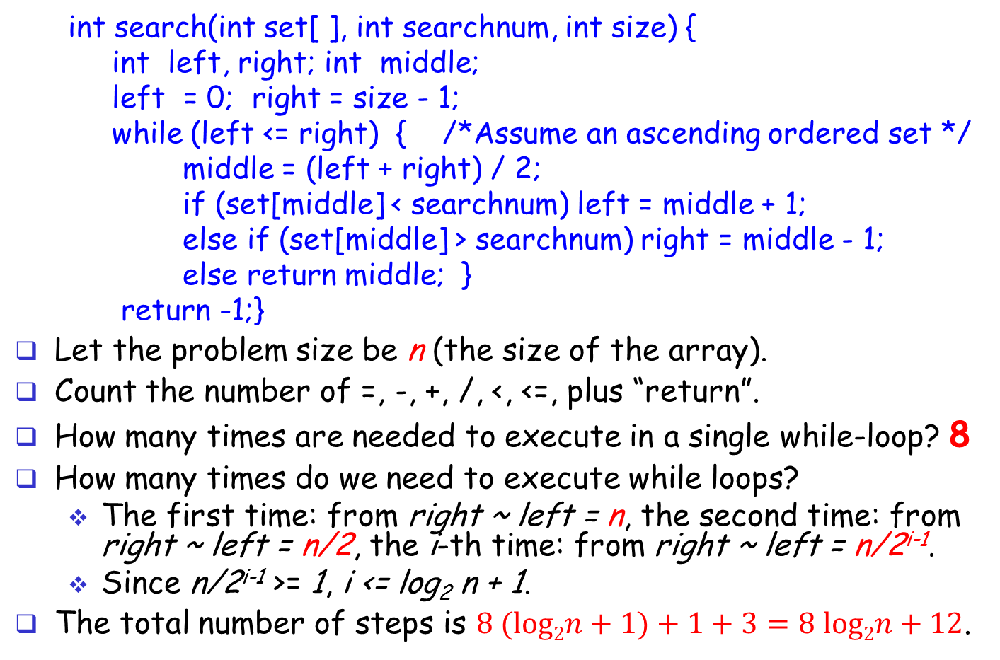 int search(int set[ ], int searchnum, int size) {
int left, right; int middle;
left = 0; right = size - 1;
while (left <= right) { /*Assume an ascending ordered set */
middle = (left + right) / 2;
if (set[middle] < searchnum) left = middle + 1;
else if (set[middle] > searchnum) right = middle - 1;
else return middle; }
return -1;}
❑ Let the problem size be n (the size of the array).
❑ Count the number of =, -, +, /, <, <=, plus “return”.
❑ How many times are needed to execute in a single while-loop? 8
❑ How many times do we need to execute while loops?
❖ The first time: from right ~ left = n, the second time: from
right ~ left = n/2, the i-th time: from right ~ left = n/2^{i-1}.
❖ Since n/2^{i-1} >= 1, i <= log₂ n + 1.
❑ The total number of steps is 8 (log₂n + 1) + 1 + 3 = 8 log₂n + 12.